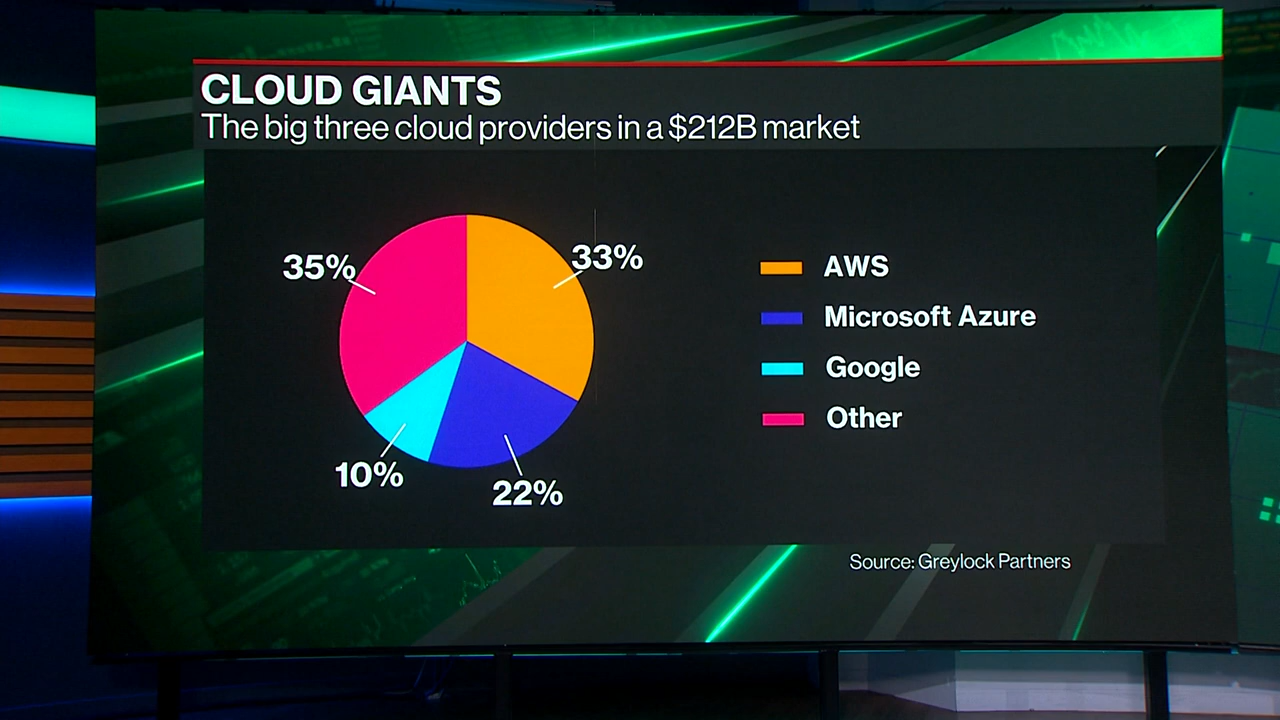 CLOUD GIANTS
The big three cloud providers in a $212B market
35%
33%
10%
22%
AWS
Microsoft Azure
Google
Other
Source: Greylock Partners